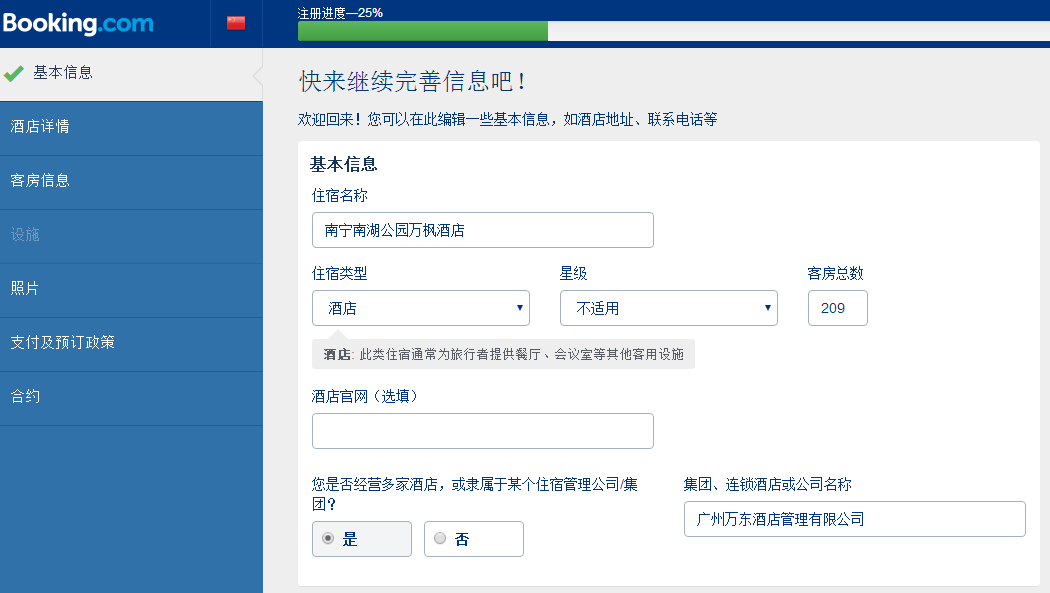 Booking.com
注册进度—25%
基本信息
酒店详情
客房信息
设施
照片
支付及预订政策
合约
快来继续完善信息吧！
欢迎回来！您可以在此编辑一些基本信息，如酒店地址、联系电话等
基本信息
住宿名称
南宁南湖公园万枫酒店
住宿类型 星级 客房总数
酒店 不适用 209
酒店: 此类住宿通常为旅行者提供餐厅、会议室等其他客用设施
酒店官网（选填）
您是否经营多家酒店，或隶属于某个住宿管理公司/集
团？
是 否
集团、连锁酒店或公司名称
广州万东酒店管理有限公司